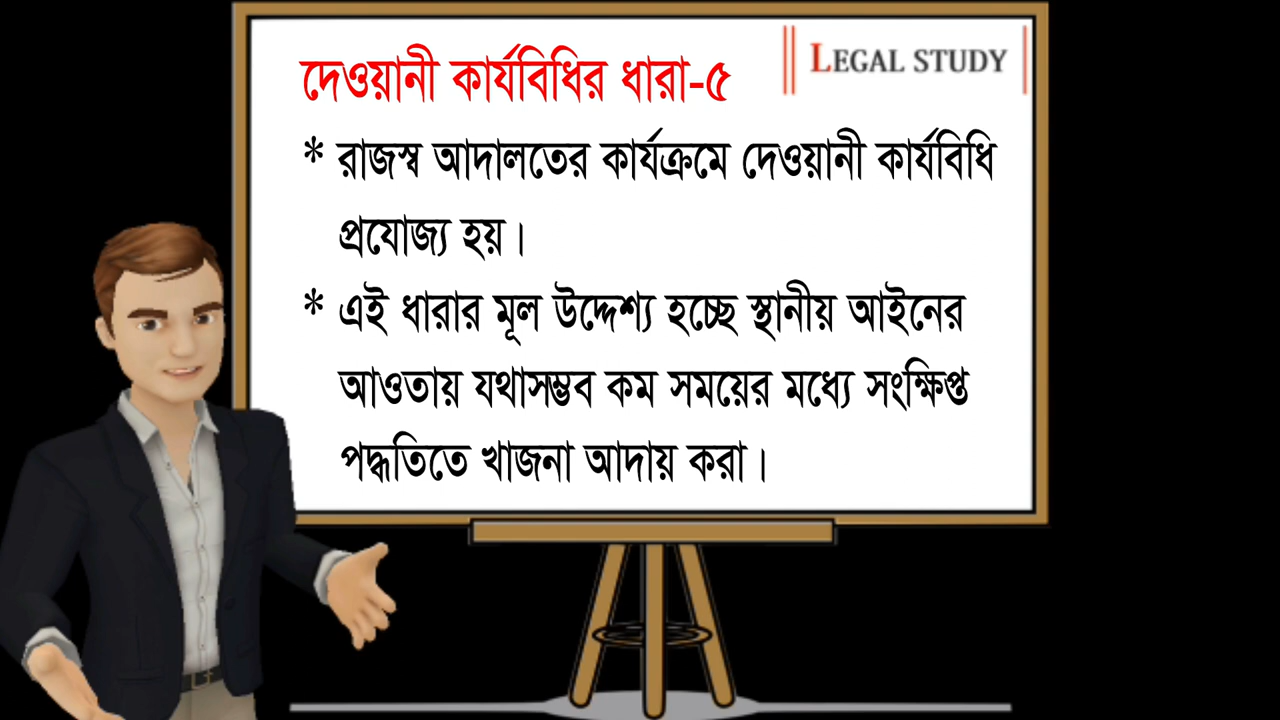 দেওয়ানী কার্যবিধির ধারা-৫
LEGAL STUDY
* রাজস্ব আদালতের কার্যক্রমে দেওয়ানী কার্যবিধি
প্রযোজ্য হয়।
* এই ধারার মূল উদ্দেশ্য হচ্ছে স্থানীয় আইনের
আওতায় যথাসম্ভব কম সময়ের মধ্যে সংক্ষিপ্ত
পদ্ধতিতে খাজনা আদায় করা।